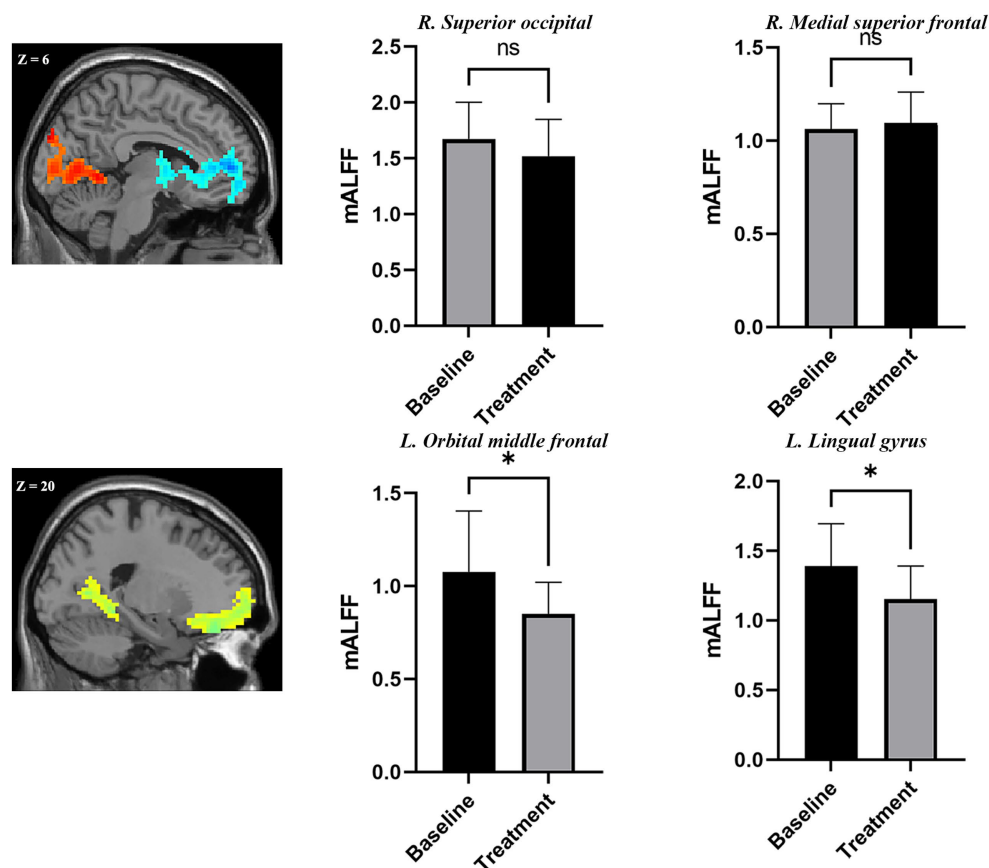 Z = 6
R. Superior occipital
ns
mALFF
2.5
2.0
1.5
1.0
0.5
0.0
Baseline
Treatment
R. Medial superior frontal
ns
mALFF
1.5
1.0
0.5
0.0
Baseline
Treatment
Z = 20
L. Orbital middle frontal
*
mALFF
1.5
1.0
0.5
0.0
Baseline
Treatment
L. Lingual gyrus
*
mALFF
2.0
1.5
1.0
0.5
0.0
Baseline
Treatment